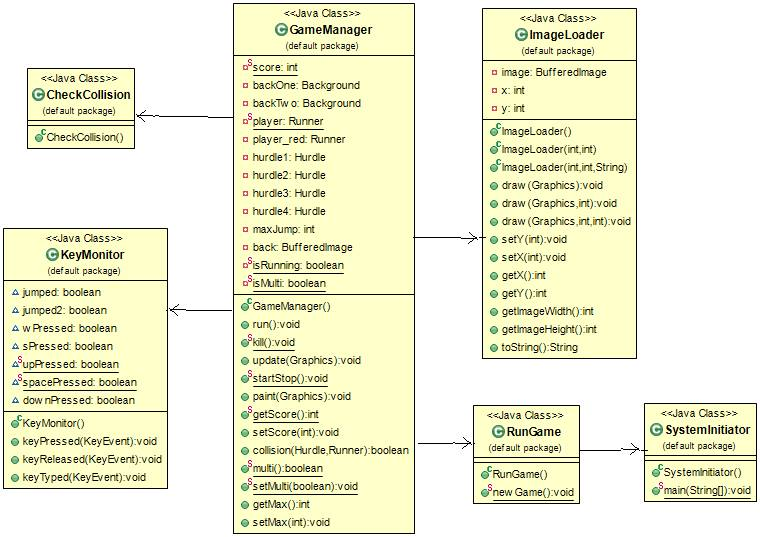 <<Java Class>>
CheckCollision
(default package)
CheckCollision()
<<Java Class>>
KeyMonitor
(default package)
jumped: boolean
jumped2: boolean
wPressed: boolean
sPressed: boolean
upPressed: boolean
spacePressed: boolean
downPressed: boolean
KeyMonitor()
keyPressed(KeyEvent):void
keyReleased(KeyEvent):void
keyTyped(KeyEvent):void
<<Java Class>>
GameManager
(default package)
score: int
backOne: Background
backTwo: Background
player: Runner
player_red: Runner
hurdle1: Hurdle
hurdle2: Hurdle
hurdle3: Hurdle
hurdle4: Hurdle
maxJump: int
back: BufferedImage
isRunning: boolean
isMulti: boolean
GameManager()
run():void
kill():void
update(Graphics):void
startStop():void
paint(Graphics):void
getScore():int
setScore(int):void
collision(Hurdle,Runner):boolean
multi():boolean
setMulti(boolean):void
getMax():int
setMax(int):void
<<Java Class>>
ImageLoader
(default package)
image: BufferedImage
x: int
y: int
ImageLoader()
ImageLoader(int,int)
ImageLoader(int,int,String)
draw(Graphics):void
draw(Graphics,int):void
draw(Graphics,int,int):void
setY(int):void
setX(int):void
getX():int
getY():int
getImageWidth():int
getImageHeight():int
toString():String
<<Java Class>>
RunGame
(default package)
RunGame()
newGame():void
<<Java Class>>
SystemInitiator
(default package)
SystemInitiator()
main(String[]):void